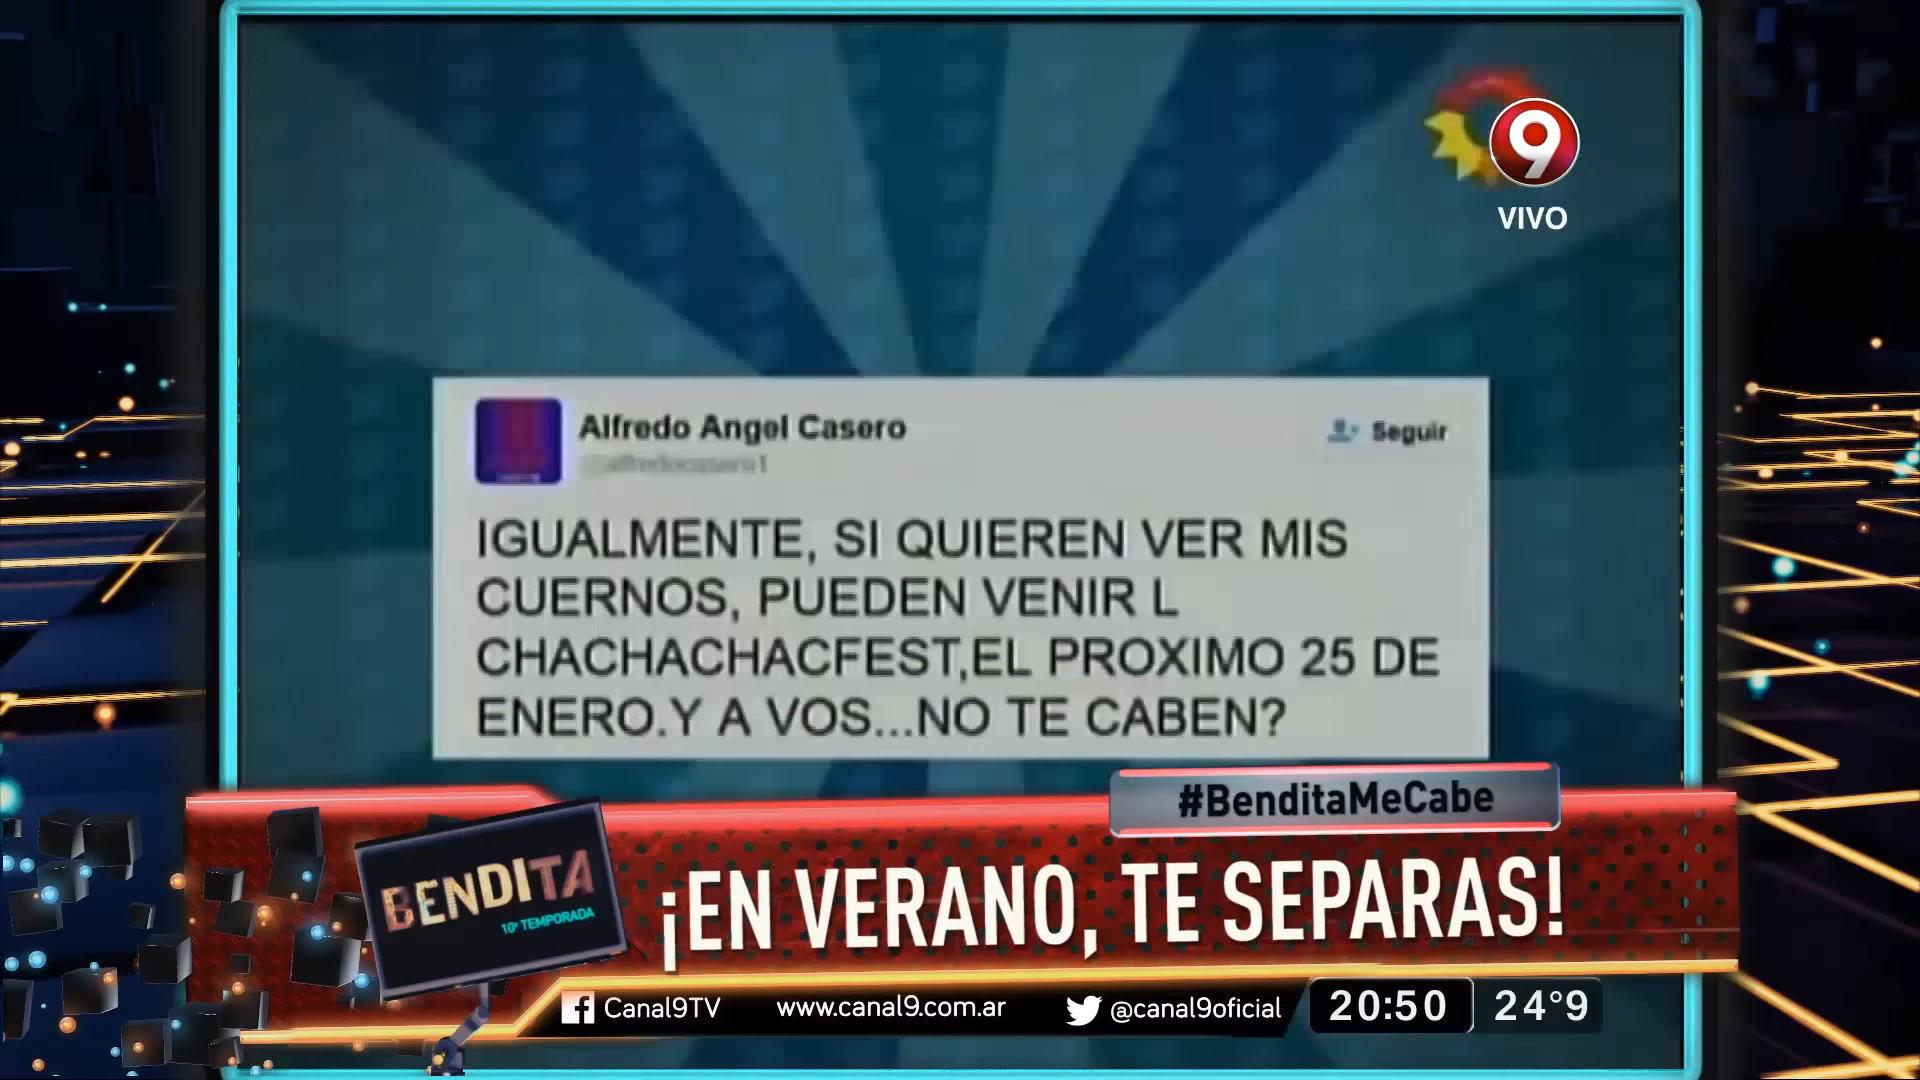 9
VIVO
Alfredo Angel Casero
@alfredocasero1
Seguir
IGUALMENTE, SI QUIEREN VER MIS
CUERNOS, PUEDEN VENIR L
CHACHACHACFEST,EL PROXIMO 25 DE
ENERO.Y A VOS...NO TE CABEN?
#BenditaMeCabe
BENDITA
10ª TEMPORADA
¡EN VERANO, TE SEPARAS!
Canal9TV
www.canal9.com.ar
@canal9oficial
20:50
24°9